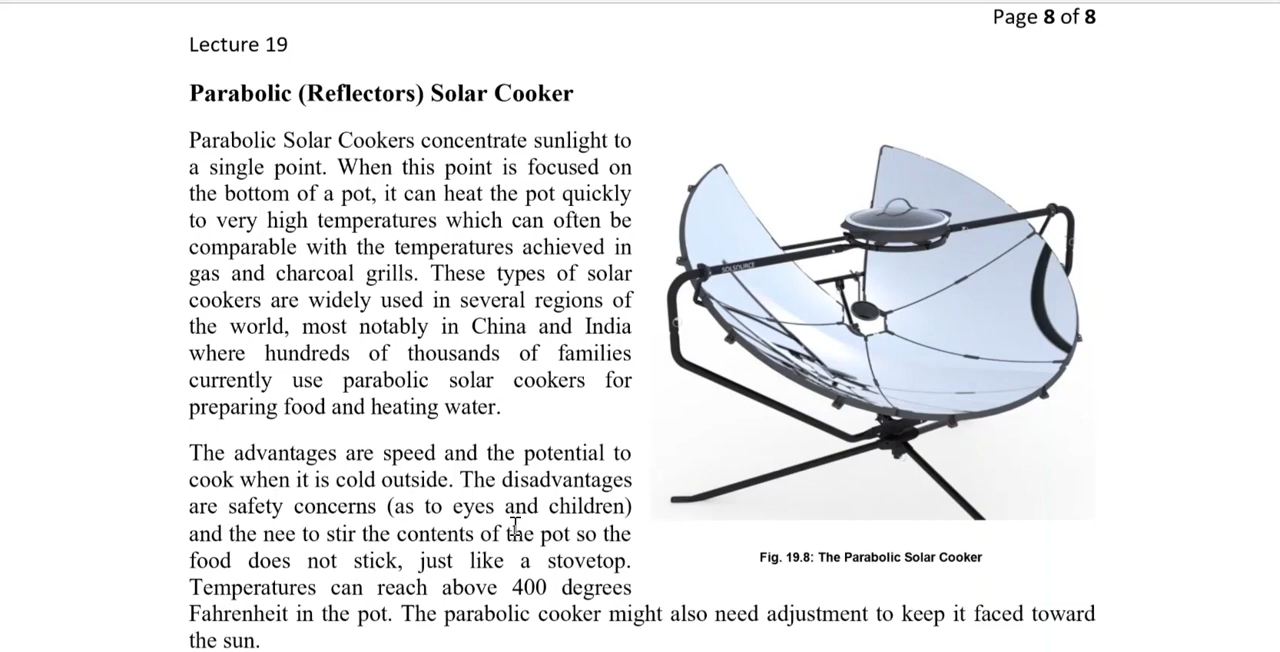 Page 8 of 8
Lecture 19
Parabolic (Reflectors) Solar Cooker
Parabolic Solar Cookers concentrate sunlight to
a single point. When this point is focused on
the bottom of a pot, it can heat the pot quickly
to very high temperatures which can often be
comparable with the temperatures achieved in
gas and charcoal grills. These types of solar
cookers are widely used in several regions of
the world, most notably in China and India
where hundreds of thousands of families
currently use parabolic solar cookers for
preparing food and heating water.
The advantages are speed and the potential to
cook when it is cold outside. The disadvantages
are safety concerns (as to eyes and children)
and the nee to stir the contents of the pot so the
food does not stick, just like a stovetop.
Temperatures can reach above 400 degrees
Fahrenheit in the pot. The parabolic cooker might also need adjustment to keep it faced toward
the sun.
SOLSOURCE
Fig. 19.8: The Parabolic Solar Cooker